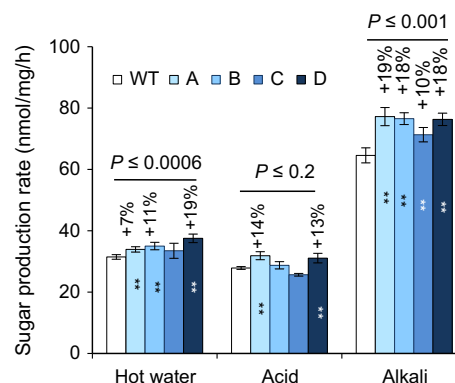 P ≤ 0.001
100
+19%
+18%
+10%
+18%
WT A B C D
80
Sugar production rate (nmol/mg/h)
60
P ≤ 0.0006
P ≤ 0.2
+7%
+11%
+19%
+14%
+13%
40
20
** ** ** ** ** ** ** ** **
0
Hot water Acid Alkali